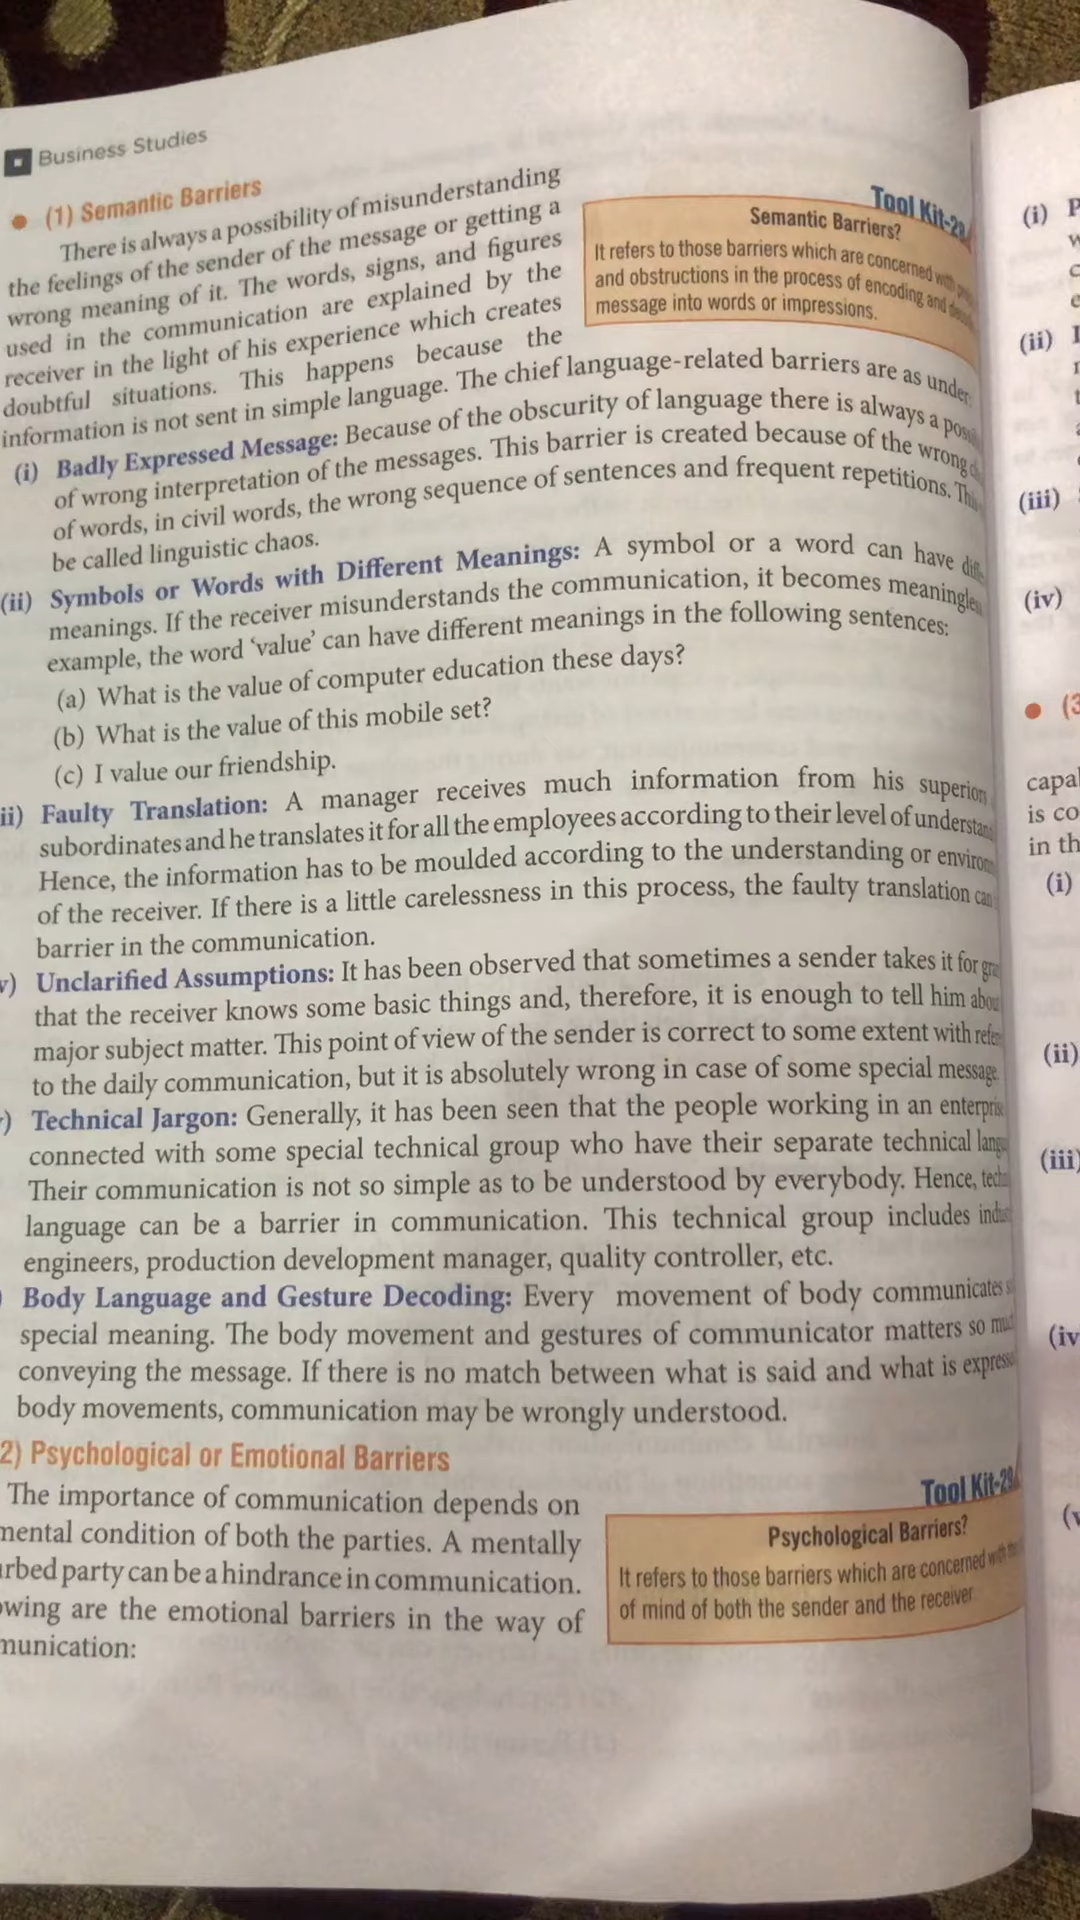 Business Studies
(1) Semantic Barriers
There is always a possibility of misunderstanding
the feelings of the sender of the message or getting a
wrong meaning of it. The words, signs, and figures
used in the communication are explained by the
receiver in the light of his experience which creates
doubtful situations. This happens because the
information is not sent in simple language. The chief language-related barriers are as under:
Tool Kit-2
Semantic Barriers?
It refers to those barriers which are concerned with
and obstructions in the process of encoding and
message into words or impressions.
(i) Badly Expressed Message: Because of the obscurity of language there is always a
of wrong interpretation of the messages. This barrier is created because of the wrong
of words, in civil words, the wrong sequence of sentences and frequent repetitions.
be called linguistic chaos.
(ii) Symbols or Words with Different Meanings: A symbol or a word can have
meanings. If the receiver misunderstands the communication, it becomes
example, the word ‘value’ can have different meanings in the following sentences:
(a) What is the value of computer education these days?
(b) What is the value of this mobile set?
(c) I value our friendship.
ii) Faulty Translation: A manager receives much information from his
subordinates and he translates it for all the employees according to their level of
Hence, the information has to be moulded according to the understanding or
of the receiver. If there is a little carelessness in this process, the faulty translation can
barrier in the communication.
v) Unclarified Assumptions: It has been observed that sometimes a sender takes it for
that the receiver knows some basic things and, therefore, it is enough to tell him
major subject matter. This point of view of the sender is correct to some extent with
to the daily communication, but it is absolutely wrong in case of some special message.
) Technical Jargon: Generally, it has been seen that the people working in an
connected with some special technical group who have their separate technical
Their communication is not so simple as to be understood by everybody. Hence,
language can be a barrier in communication. This technical group includes
engineers, production development manager, quality controller, etc.
Body Language and Gesture Decoding: Every movement of body communicates
special meaning. The body movement and gestures of communicator matters so
conveying the message. If there is no match between what is said and what is
body movements, communication may be wrongly understood.
2) Psychological or Emotional Barriers
The importance of communication depends on
mental condition of both the parties. A mentally
rbed party can be a hindrance in communication.
wing are the emotional barriers in the way of
munication:
Tool Kit-29
Psychological Barriers?
It refers to those barriers which are concerned with
of mind of both the sender and the receiver
(i)
(ii)
(iii)
(iv)
(3
capal
is co
in th
(i)
(ii)
(iii)
(iv
(v